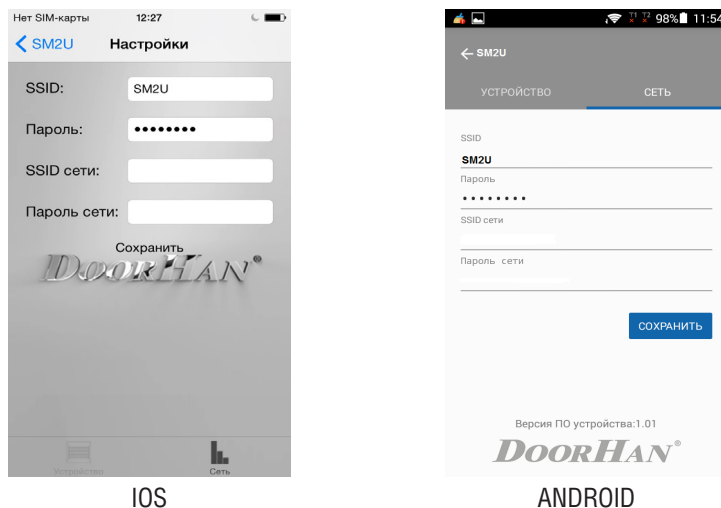 Нет SIM-карты 12:27
SM2U Настройки
SSID: SM2U
Пароль: ••••••••
SSID сети:
Пароль сети:
Сохранить
DOORHAN®
Устройство Сеть
IOS
T1 T2 98% 11:54
SM2U
УСТРОЙСТВО СЕТЬ
SSID
SM2U
Пароль
••••••••
SSID сети
Пароль сети
СОХРАНИТЬ
Версия ПО устройства:1.01
DOORHAN®
ANDROID